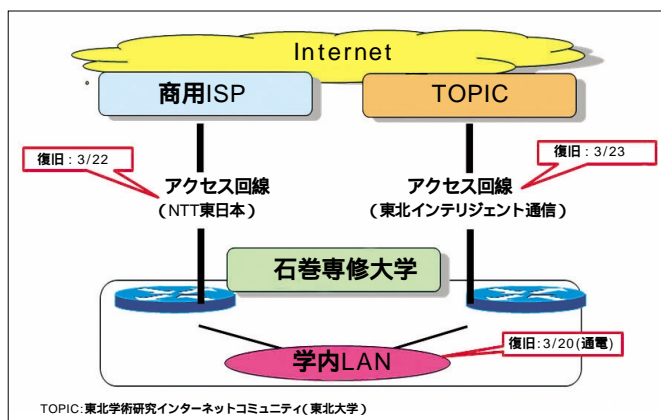 Internet
商用ISP
TOPIC
復旧：3/22
復旧：3/23
アクセス回線
（NTT東日本）
アクセス回線
（東北インテリジェント通信）
石巻専修大学
学内LAN
復旧：3/20(通電)
TOPIC：東北学術研究インターネットコミュニティ（東北大学）